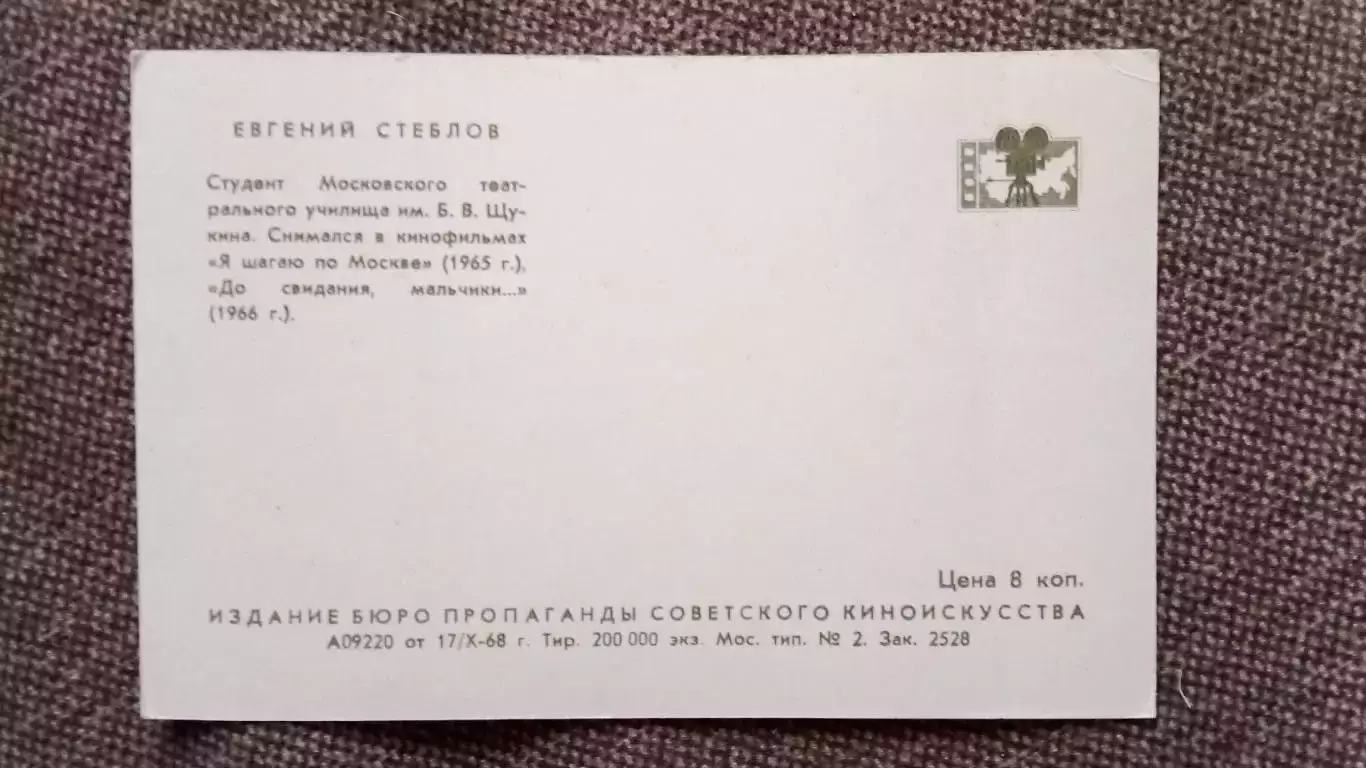 ЕВГЕНИЙ СТЕБЛОВ
Студент Московского теат-
рального училища им. Б. В. Щу-
кина. Снимался в кинофильмах
«Я шагаю по Москве» (1965 г.),
«До свидания, мальчики...»
(1966 г.).
Цена 8 коп.
ИЗДАНИЕ БЮРО ПРОПАГАНДЫ СОВЕТСКОГО КИНОИСКУССТВА
А09220 от 17/X-68 г. Тир. 200 000 экз. Мос. тип. № 2. Зак. 2528